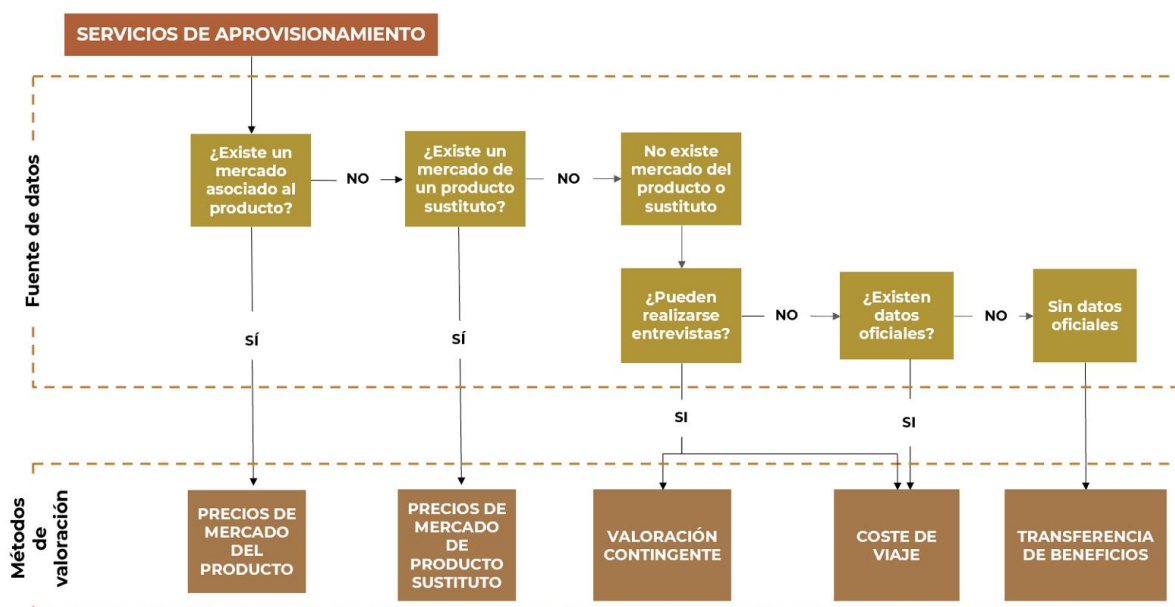 SERVICIOS DE APROVISIONAMIENTO
Fuente de datos
¿Existe un
mercado
asociado al
producto?
NO
¿Existe un
mercado de
un producto
sustituto?
NO
No existe
mercado del
producto o
sustituto
¿Pueden
realizarse
entrevistas?
NO
¿Existen
datos
oficiales?
NO
Sin datos
oficiales
SÍ
SÍ
SI
SI
Métodos
de
valoración
PRECIOS DE
MERCADO
DEL
PRODUCTO
PRECIOS DE
MERCADO
DE
PRODUCTO
SUSTITUTO
VALORACIÓN
CONTINGENTE
COSTE DE
VIAJE
TRANSFERENCIA
DE BENEFICIOS